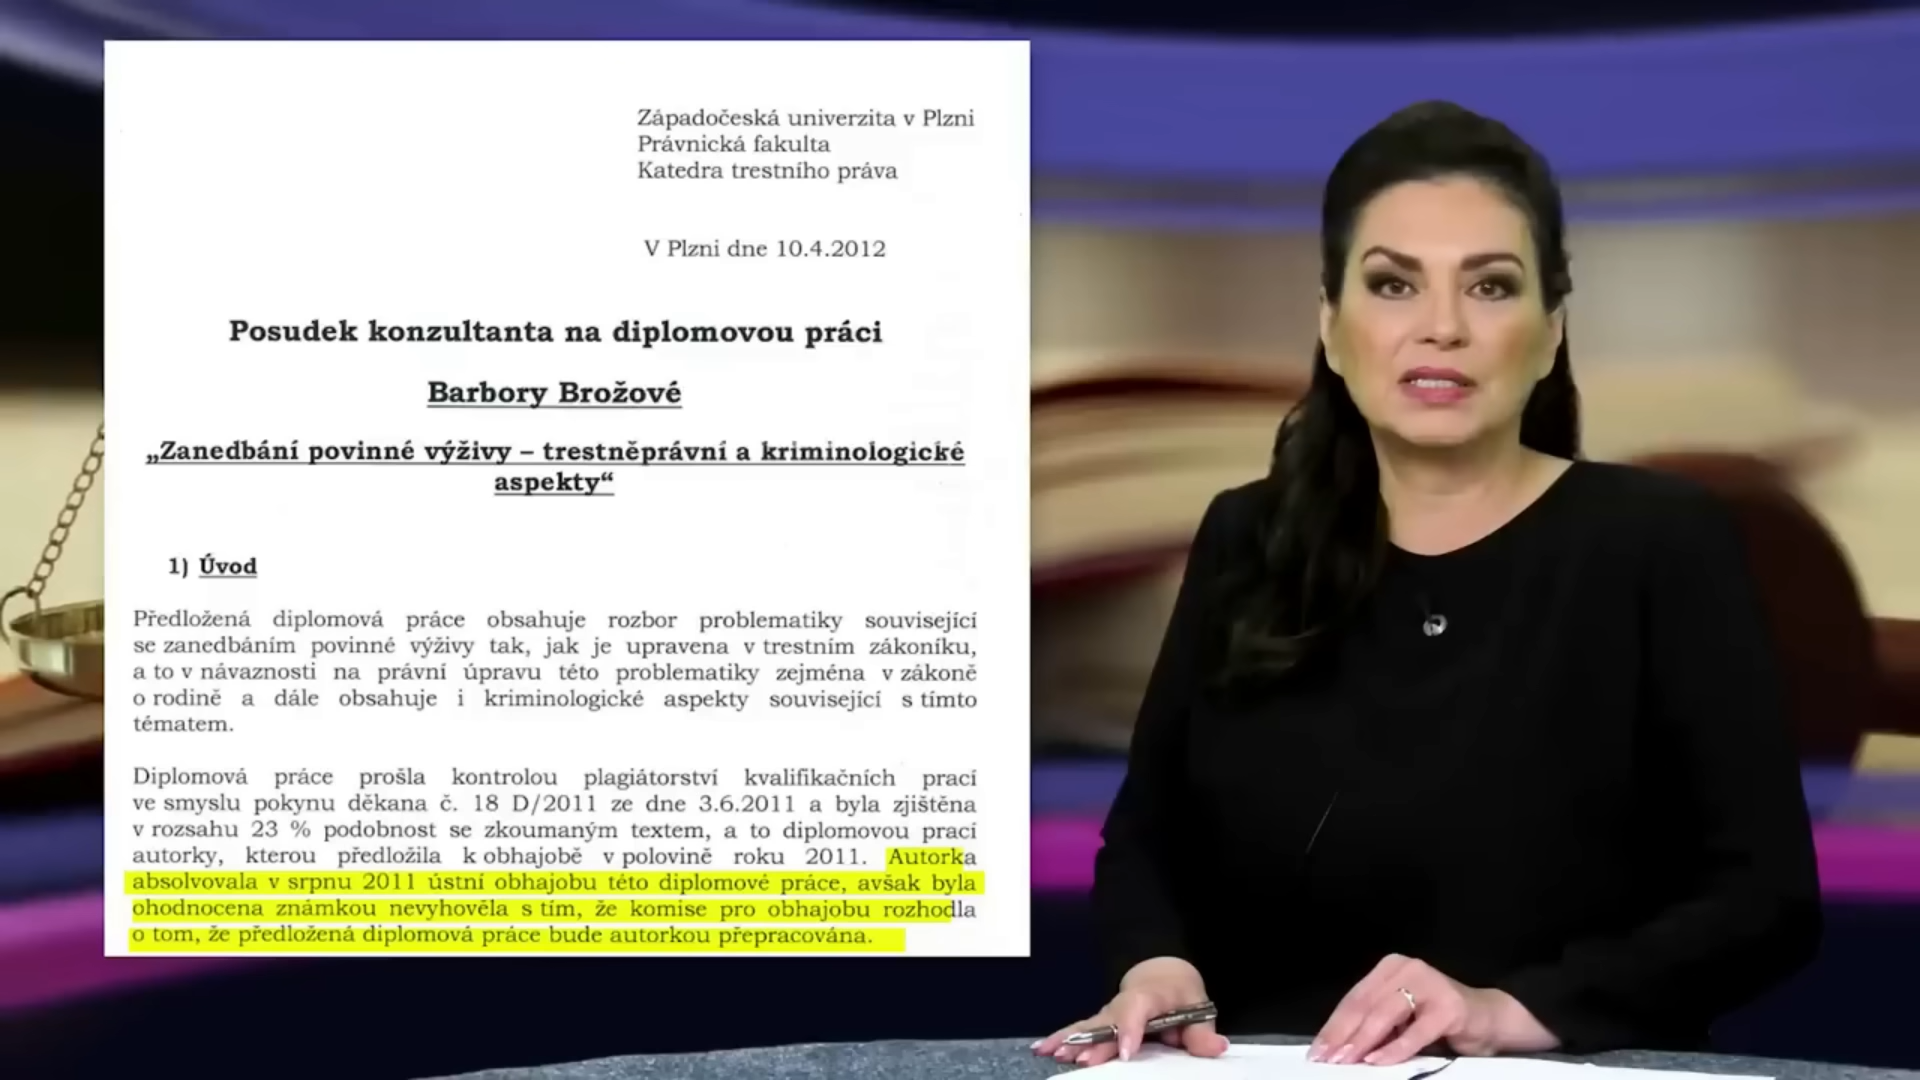 Západočeská univerzita v Plzni
Právnická fakulta
Katedra trestního práva
V Plzni dne 10.4.2012
Posudek konzultanta na diplomovou práci
Barbory Brožové
„Zanedbání povinné výživy – trestněprávní a kriminologické
aspekty“
1) Úvod
Předložená diplomová práce obsahuje rozbor problematiky související
se zanedbáním povinné výživy tak, jak je upravena v trestním zákoníku,
a to v návaznosti na právní úpravu této problematiky zejména v zákoně
o rodině a dále obsahuje i kriminologické aspekty související s tímto
tématem.
Diplomová práce prošla kontrolou plagiátorství kvalifikačních prací
ve smyslu pokynu děkana č. 18 D/2011 ze dne 3.6.2011 a byla zjištěna
v rozsahu 23 % podobnost se zkoumaným textem, a to diplomovou prací
autorky, kterou předložila k obhajobě v polovině roku 2011. Autorka
absolvovala v srpnu 2011 ústní obhajobu této diplomové práce, avšak byla
ohodnocena známkou nevyhověla s tím, že komise pro obhajobu rozhodla
o tom, že předložená diplomová práce bude autorkou přepracována.